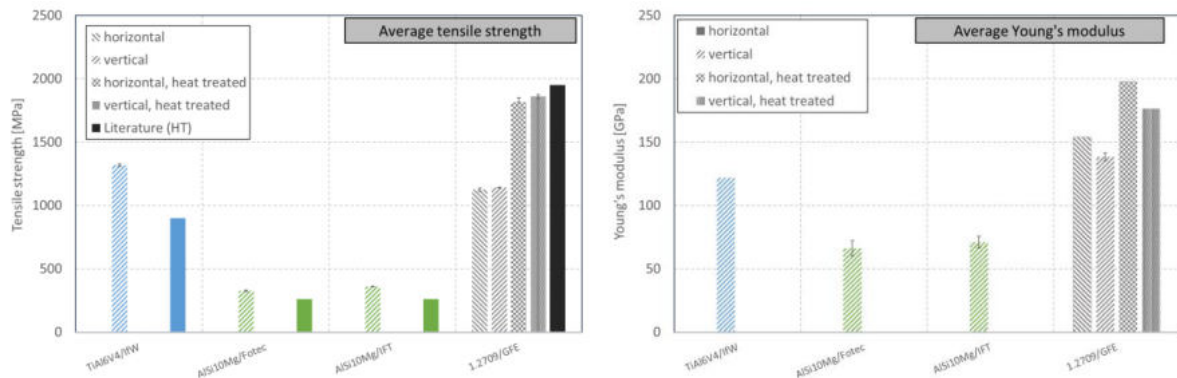 Average tensile strength
horizontal
vertical
horizontal, heat treated
vertical, heat treated
Literature (HT)
Tensile strength [MPa]
2500
2000
1500
1000
500
0
TiAl6V4/IfW
AlSi10Mg/Fotec
AlSi10Mg/IFT
1.2709/GFE
Average Young's modulus
horizontal
vertical
horizontal, heat treated
vertical, heat treated
Young's modulus [GPa]
250
200
150
100
50
0
TiAl6V4/IfW
AlSi10Mg/Fotec
AlSi10Mg/IFT
1.2709/GFE